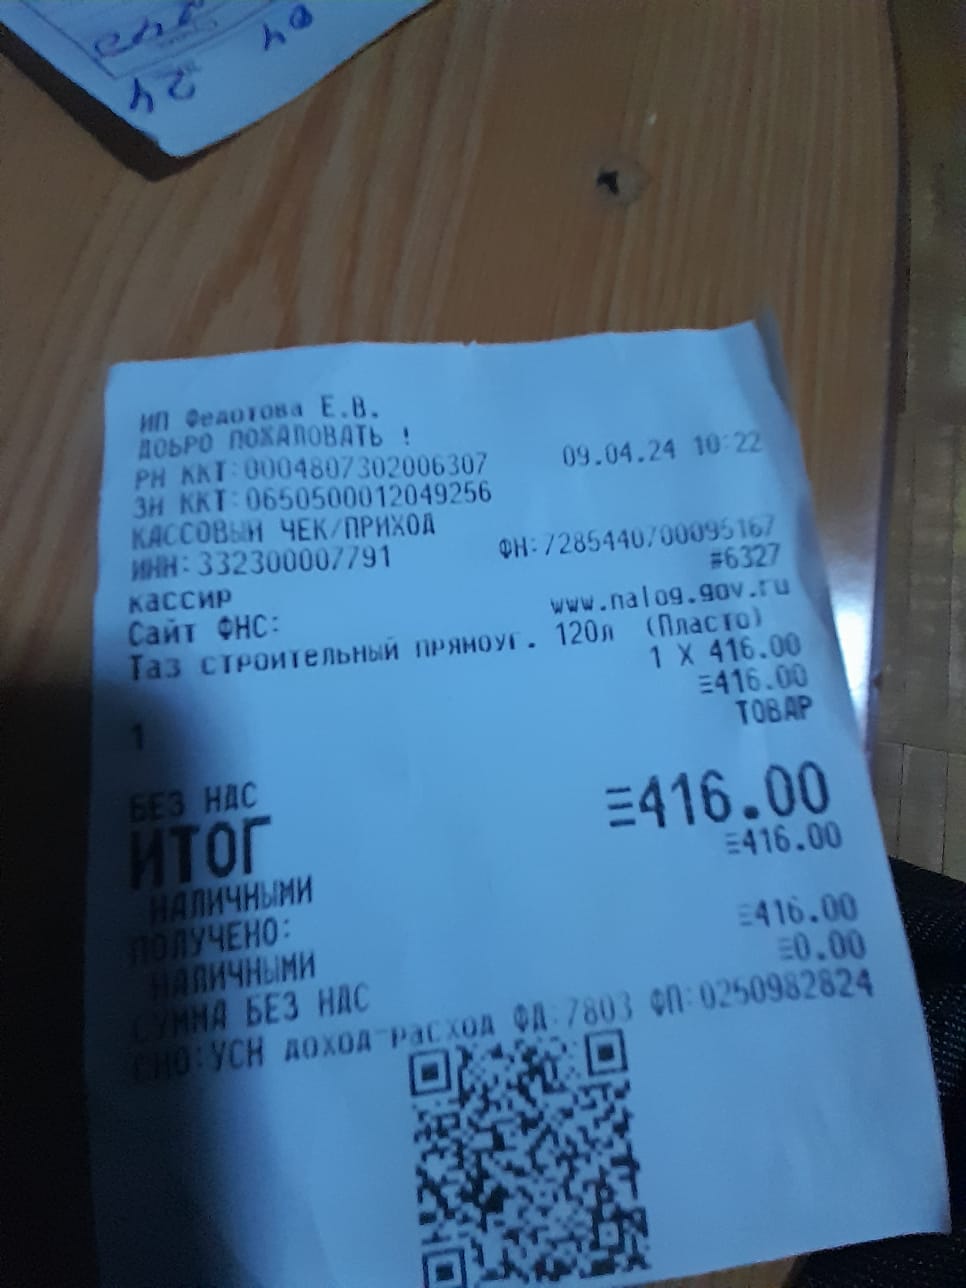 24
04
ИП Федотова Е.В.
ДОБРО ПОЖАЛОВАТЬ !
РН ККТ:0004807302006307 09.04.24 10:22
ЗН ККТ:0650500012049256
КАССОВЫЙ ЧЕК/ПРИХОД
ИНН:332300007791 ФН:7285440700095167
кассир #6327
Сайт ФНС: www.nalog.gov.ru
Таз строительный прямоуг. 120л (Пласто)
1 X 416.00
≡416.00
1 ТОВАР
БЕЗ НДС
ИТОГ ≡416.00
НАЛИЧНЫМИ ≡416.00
ПОЛУЧЕНО:
НАЛИЧНЫМИ ≡416.00
СУММА БЕЗ НДС ≡0.00
СНО:УСН доход-расход ФД:7803 ФП:0250982824